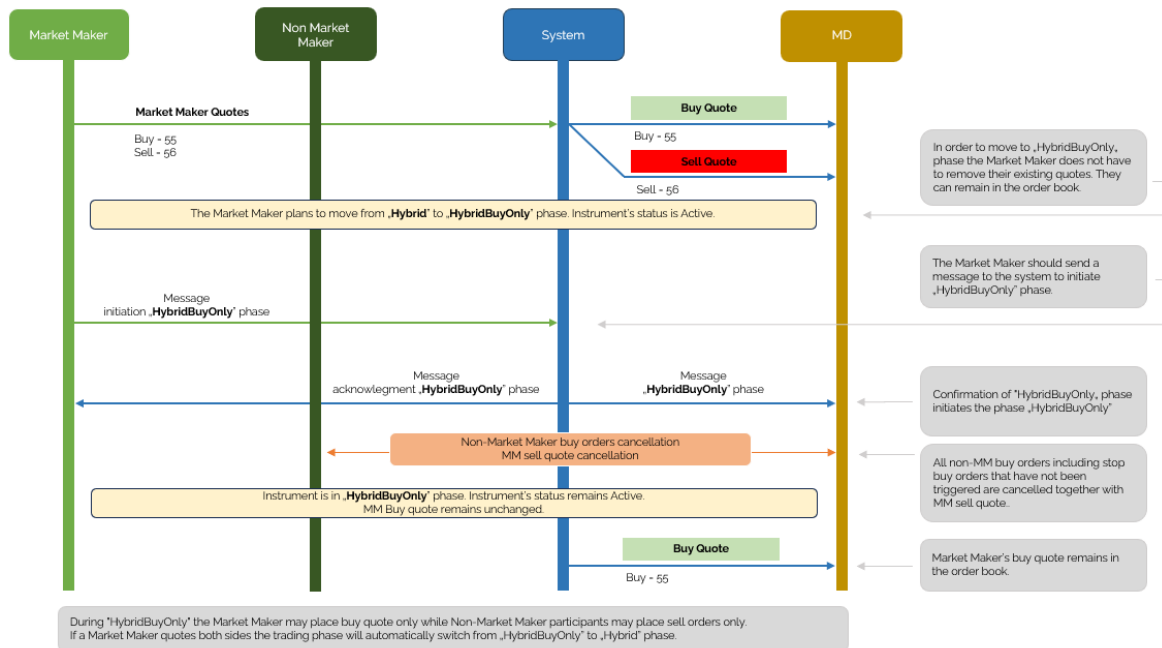 Market Maker
Non Market
Maker
System
MD
Market Maker Quotes
Buy - 55
Sell - 56
Buy Quote
Buy - 55
Sell Quote
Sell - 56
In order to move to „HybridBuyOnly„
phase the Market Maker does not have
to remove their existing quotes. They
can remain in the order book.
The Market Maker plans to move from „Hybrid" to „HybridBuyOnly" phase. Instrument's status is Active.
The Market Maker should send a
message to the system to initiate
„HybridBuyOnly" phase.
Message
initiation „HybridBuyOnly" phase
Message
acknowlegment „HybridBuyOnly" phase
Message
„HybridBuyOnly" phase
Confirmation of "HybridBuyOnly„ phase
initiates the phase „HybridBuyOnly"
Non-Market Maker buy orders cancellation
MM sell quote cancellation
All non-MM buy orders including stop
buy orders that have not been
triggered are cancelled together with
MM sell quote..
Instrument is in „HybridBuyOnly" phase. Instrument's status remains Active.
MM Buy quote remains unchanged.
Buy Quote
Buy - 55
Market Maker's buy quote remains in
the order book.
During "HybridBuyOnly" the Market Maker may place buy quote only while Non-Market Maker participants may place sell orders only.
If a Market Maker quotes both sides the trading phase will automatically switch from „HybridBuyOnly" to „Hybrid" phase.